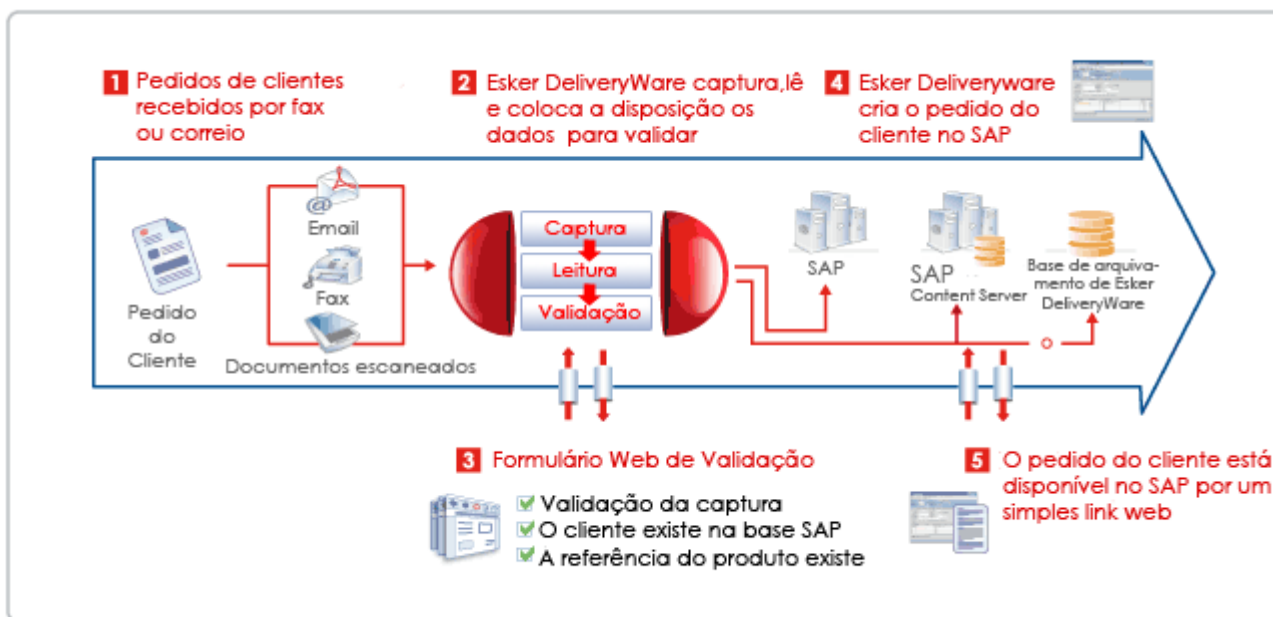 1 Pedidos de clientes
recebidos por fax
ou correio
2 Esker DeliveryWare captura,lê
e coloca a disposição os
dados para validar
4 Esker Deliveryware
cria o pedido do
cliente no SAP
Pedido
do
Cliente
@
Email
Fax
Documentos escaneados
Captura
Leitura
Validação
SAP
SAP
Content Server
Base de arquiva-
mento de Esker
DeliveryWare
3 Formulário Web de Validação
Validação da captura
O cliente existe na base SAP
A referência do produto existe
5 O pedido do cliente está
disponível no SAP por um
simples link web